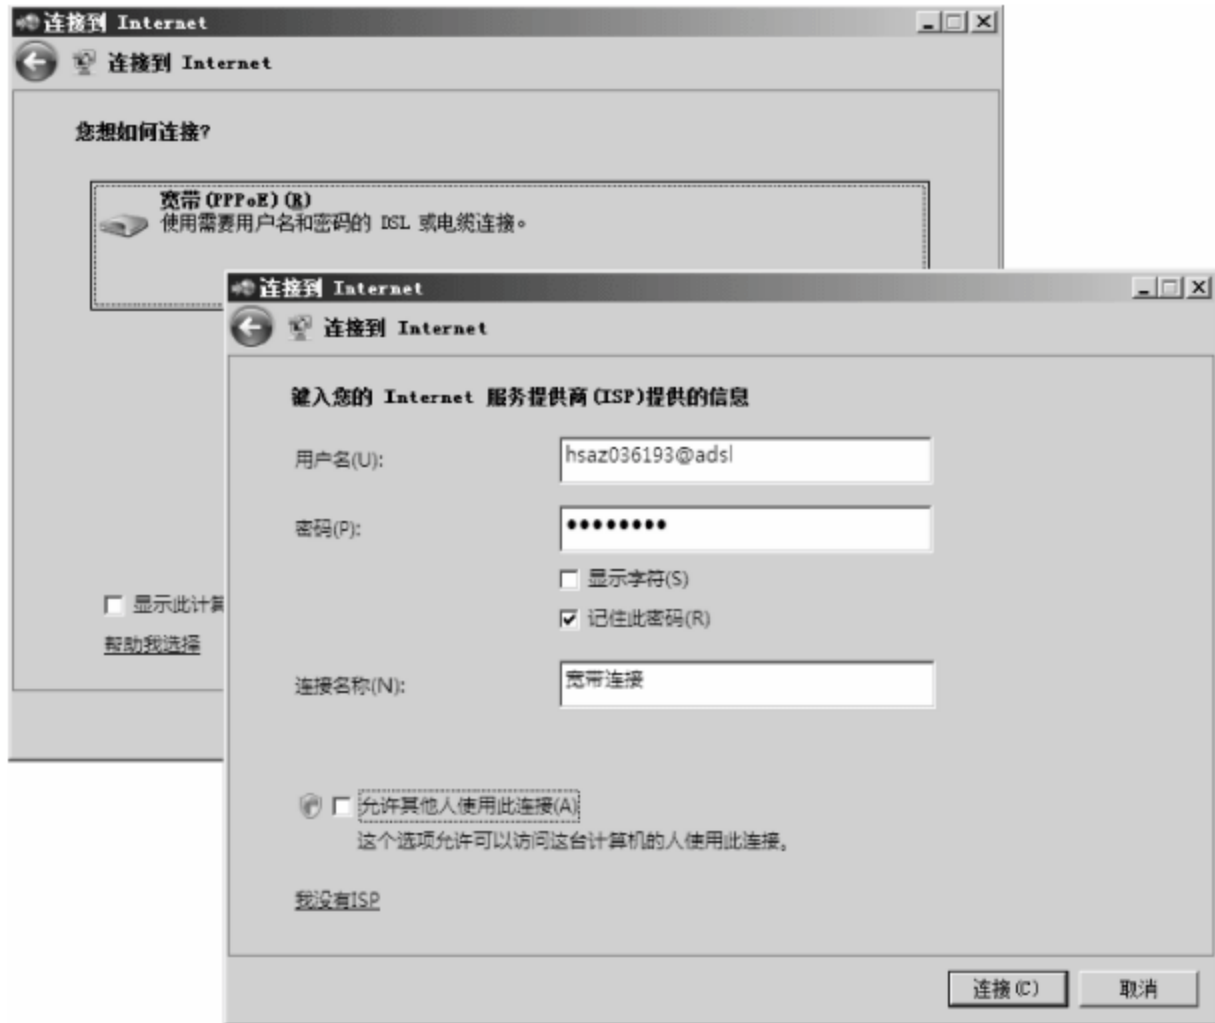 连接到 Internet
连接到 Internet
您想如何连接?
宽带(PPPoE)(R)
使用需要用户名和密码的 DSL 或电缆连接。
显示此计算
帮助我选择
连接到 Internet
连接到 Internet
键入您的 Internet 服务提供商(ISP)提供的信息
用户名(U):
hsaz036193@adsl
密码(P):
●●●●●●●●
显示字符(S)
记住此密码(R)
连接名称(N):
宽带连接
允许其他人使用此连接(A)
这个选项允许可以访问这台计算机的人使用此连接。
我没有ISP
连接(C)
取消